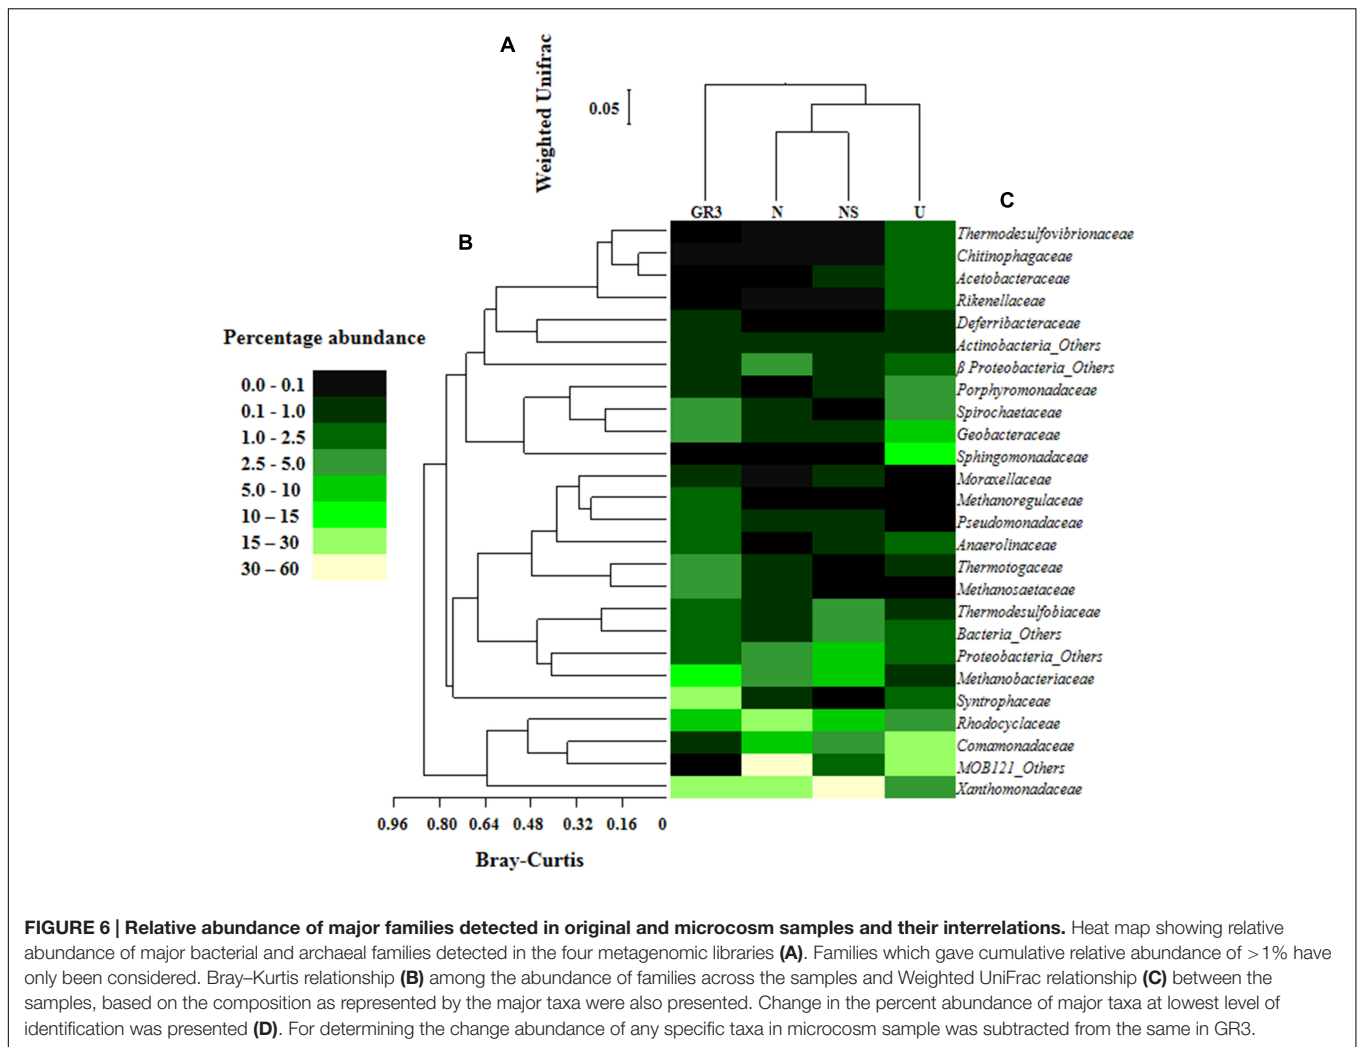 A
Weighted Unifrac
0.05
C
GR3 N NS U
B
Thermodesulfovibrionaceae
Chitinophagaceae
Acetobacteraceae
Rikenellaceae
Deferribacteraceae
Actinobacteria_Others
β Proteobacteria_Others
Porphyromonadaceae
Spirochaetaceae
Geobacteraceae
Sphingomonadaceae
Moraxellaceae
Methanoregulaceae
Pseudomonadaceae
Anaerolinaceae
Thermotogaceae
Methanosaetaceae
Thermodesulfobiaceae
Bacteria_Others
Proteobacteria_Others
Methanobacteriaceae
Syntrophaceae
Rhodocyclaceae
Comamonadaceae
MOB121_Others
Xanthomonadaceae
Percentage abundance
0.0 - 0.1
0.1 - 1.0
1.0 - 2.5
2.5 - 5.0
5.0 - 10
10 – 15
15 – 30
30 – 60
0.96 0.80 0.64 0.48 0.32 0.16 0
Bray-Curtis
FIGURE 6 | Relative abundance of major families detected in original and microcosm samples and their interrelations. Heat map showing relative
abundance of major bacterial and archaeal families detected in the four metagenomic libraries (A). Families which gave cumulative relative abundance of >1% have
only been considered. Bray–Kurtis relationship (B) among the abundance of families across the samples and Weighted UniFrac relationship (C) between the
samples, based on the composition as represented by the major taxa were also presented. Change in the percent abundance of major taxa at lowest level of
identification was presented (D). For determining the change abundance of any specific taxa in microcosm sample was subtracted from the same in GR3.